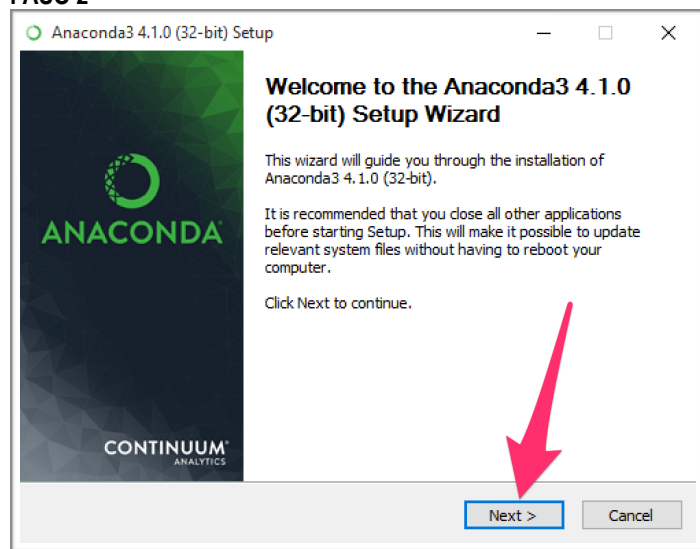 PASO 2
Anaconda3 4.1.0 (32-bit) Setup
Welcome to the Anaconda3 4.1.0
(32-bit) Setup Wizard
This wizard will guide you through the installation of
Anaconda3 4.1.0 (32-bit).
It is recommended that you close all other applications
before starting Setup. This will make it possible to update
relevant system files without having to reboot your
computer.
Click Next to continue.
ANACONDA
CONTINUUM
ANALYTICS
Next >
Cancel